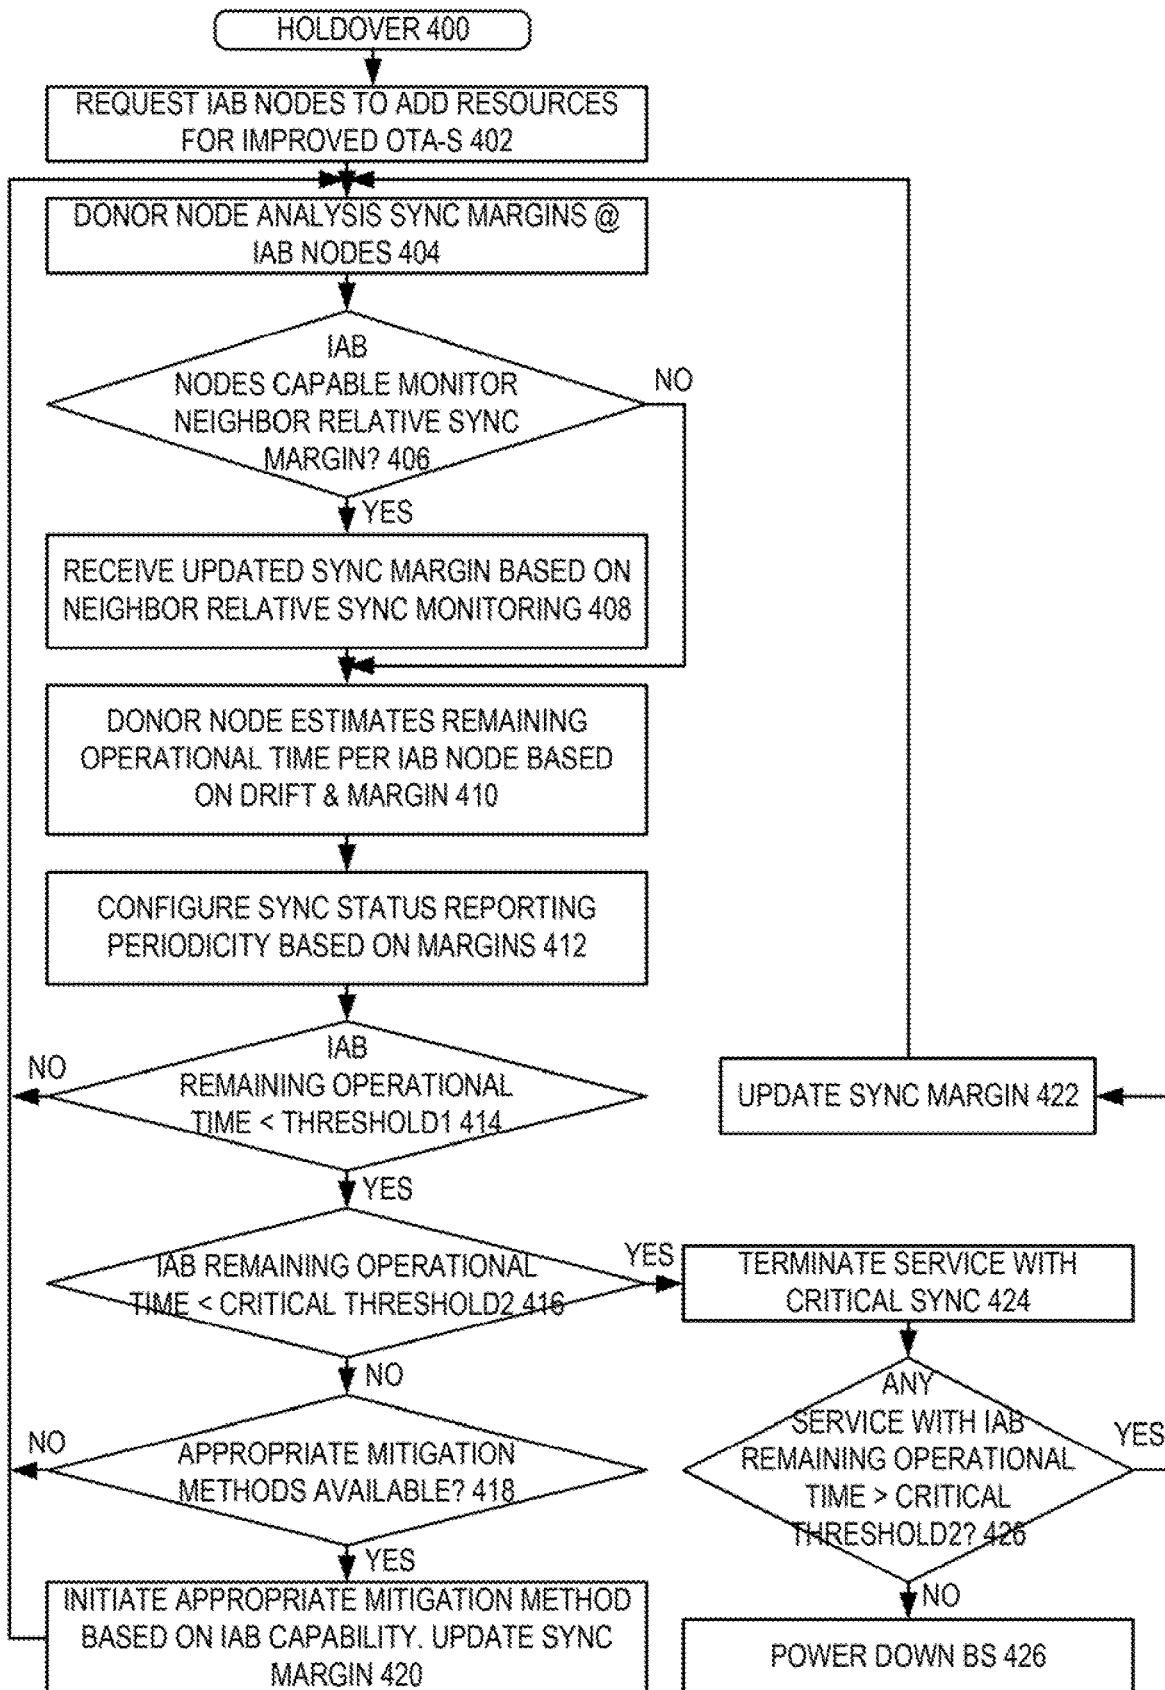 HOLDOVER 400
REQUEST IAB NODES TO ADD RESOURCES
FOR IMPROVED OTA-S 402
DONOR NODE ANALYSIS SYNC MARGINS @
IAB NODES 404
IAB
NODES CAPABLE MONITOR
NEIGHBOR RELATIVE SYNC
MARGIN? 406
NO
YES
RECEIVE UPDATED SYNC MARGIN BASED ON
NEIGHBOR RELATIVE SYNC MONITORING 408
DONOR NODE ESTIMATES REMAINING
OPERATIONAL TIME PER IAB NODE BASED
ON DRIFT & MARGIN 410
CONFIGURE SYNC STATUS REPORTING
PERIODICITY BASED ON MARGINS 412
IAB
REMAINING OPERATIONAL
TIME < THRESHOLD1 414
NO
YES
UPDATE SYNC MARGIN 422
IAB REMAINING OPERATIONAL
TIME < CRITICAL THRESHOLD2 416
YES
NO
TERMINATE SERVICE WITH
CRITICAL SYNC 424
APPROPRIATE MITIGATION
METHODS AVAILABLE? 418
NO
YES
ANY
SERVICE WITH IAB
REMAINING OPERATIONAL
TIME > CRITICAL
THRESHOLD2? 426
YES
NO
INITIATE APPROPRIATE MITIGATION METHOD
BASED ON IAB CAPABILITY. UPDATE SYNC
MARGIN 420
POWER DOWN BS 426